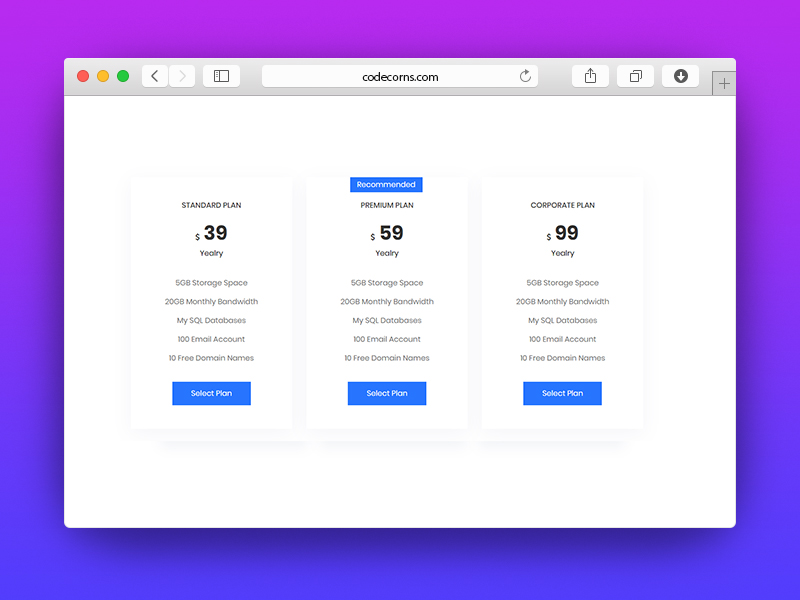 codecorns.com
Recommended
STANDARD PLAN
$ 39
Yealry
5GB Storage Space
20GB Monthly Bandwidth
My SQL Databases
100 Email Account
10 Free Domain Names
Select Plan
PREMIUM PLAN
$ 59
Yealry
5GB Storage Space
20GB Monthly Bandwidth
My SQL Databases
100 Email Account
10 Free Domain Names
Select Plan
CORPORATE PLAN
$ 99
Yealry
5GB Storage Space
20GB Monthly Bandwidth
My SQL Databases
100 Email Account
10 Free Domain Names
Select Plan